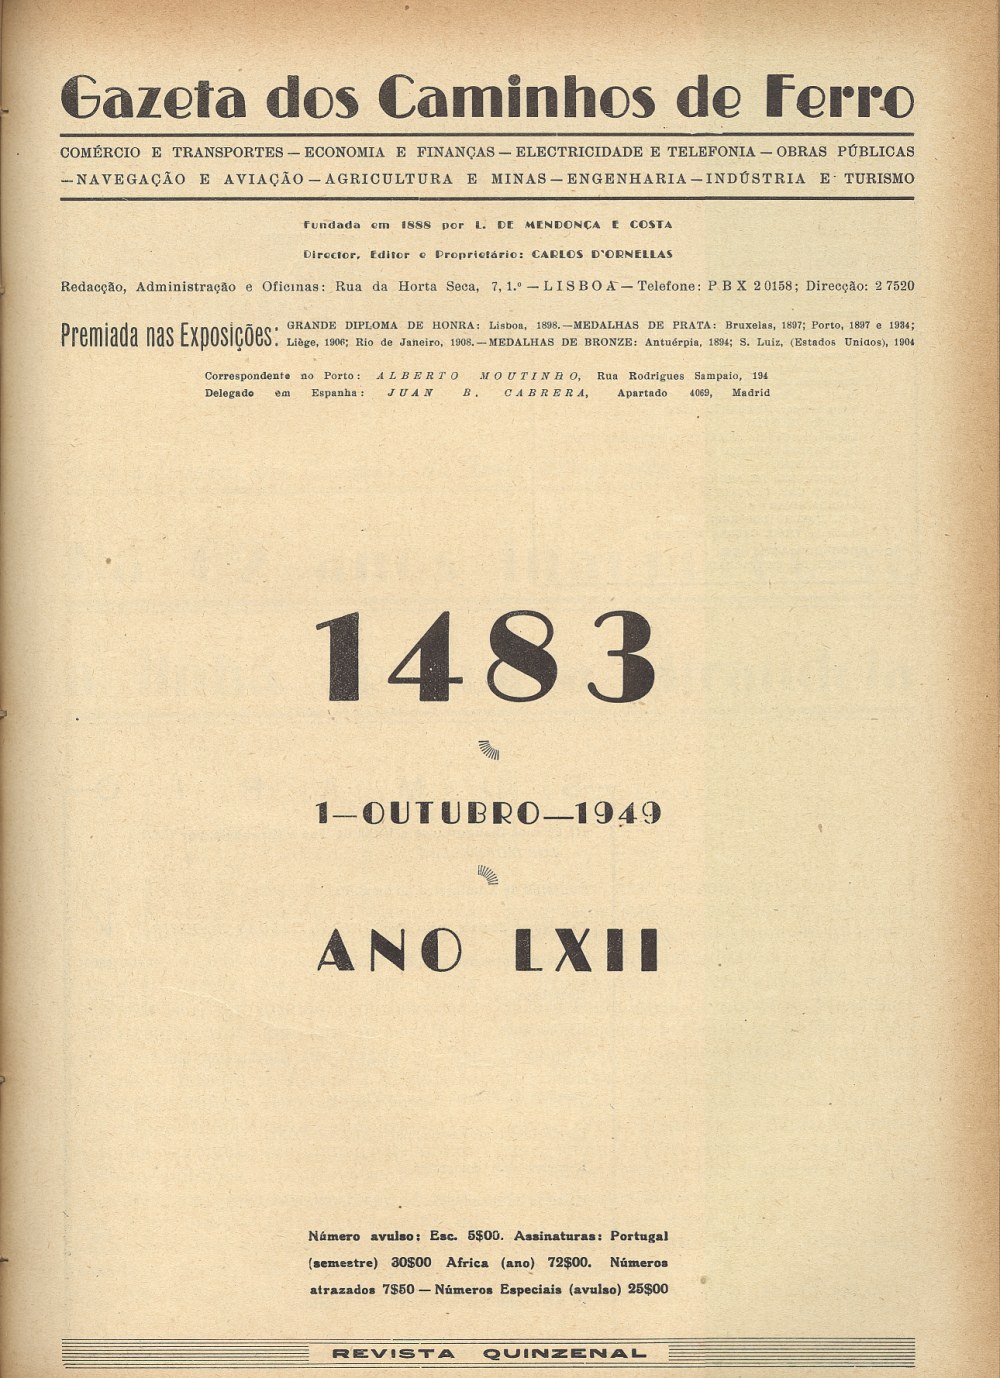 Gazeta dos Caminhos de Ferro
COMÉRCIO E TRANSPORTES — ECONOMIA E FINANÇAS — ELECTRICIDADE E TELEFONIA — OBRAS PÚBLICAS
— NAVEGAÇÃO E AVIAÇÃO — AGRICULTURA E MINAS — ENGENHARIA — INDÚSTRIA E TURISMO
Fundada em 1888 por L. DE MENDONÇA E COSTA
Director, Editor e Proprietário: CARLOS D'ORNELLAS
Redacção, Administração e Oficinas: Rua da Horta Seca, 7, 1.º — LISBOA — Telefone: PBX 20158; Direcção: 27520
Premiada nas Exposições:
GRANDE DIPLOMA DE HONRA: Lisboa, 1898. — MEDALHAS DE PRATA: Bruxelas, 1897; Porto, 1897 e 1934;
Liège, 1906; Rio de Janeiro, 1908. — MEDALHAS DE BRONZE: Antuérpia, 1894; S. Luiz, (Estados Unidos), 1904
Correspondente no Porto: ALBERTO MOUTINHO, Rua Rodrigues Sampaio, 194
Delegado em Espanha: JUAN B. CABRERA, Apartado 4069, Madrid
1483
1—OUTUBRO—1949
ANO LXII
Número avulso: Esc. 5$00. Assinaturas: Portugal
(semestre) 30$00 Africa (ano) 72$00. Números
atrazados 7$50 — Números Especiais (avulso) 25$00
REVISTA QUINZENAL